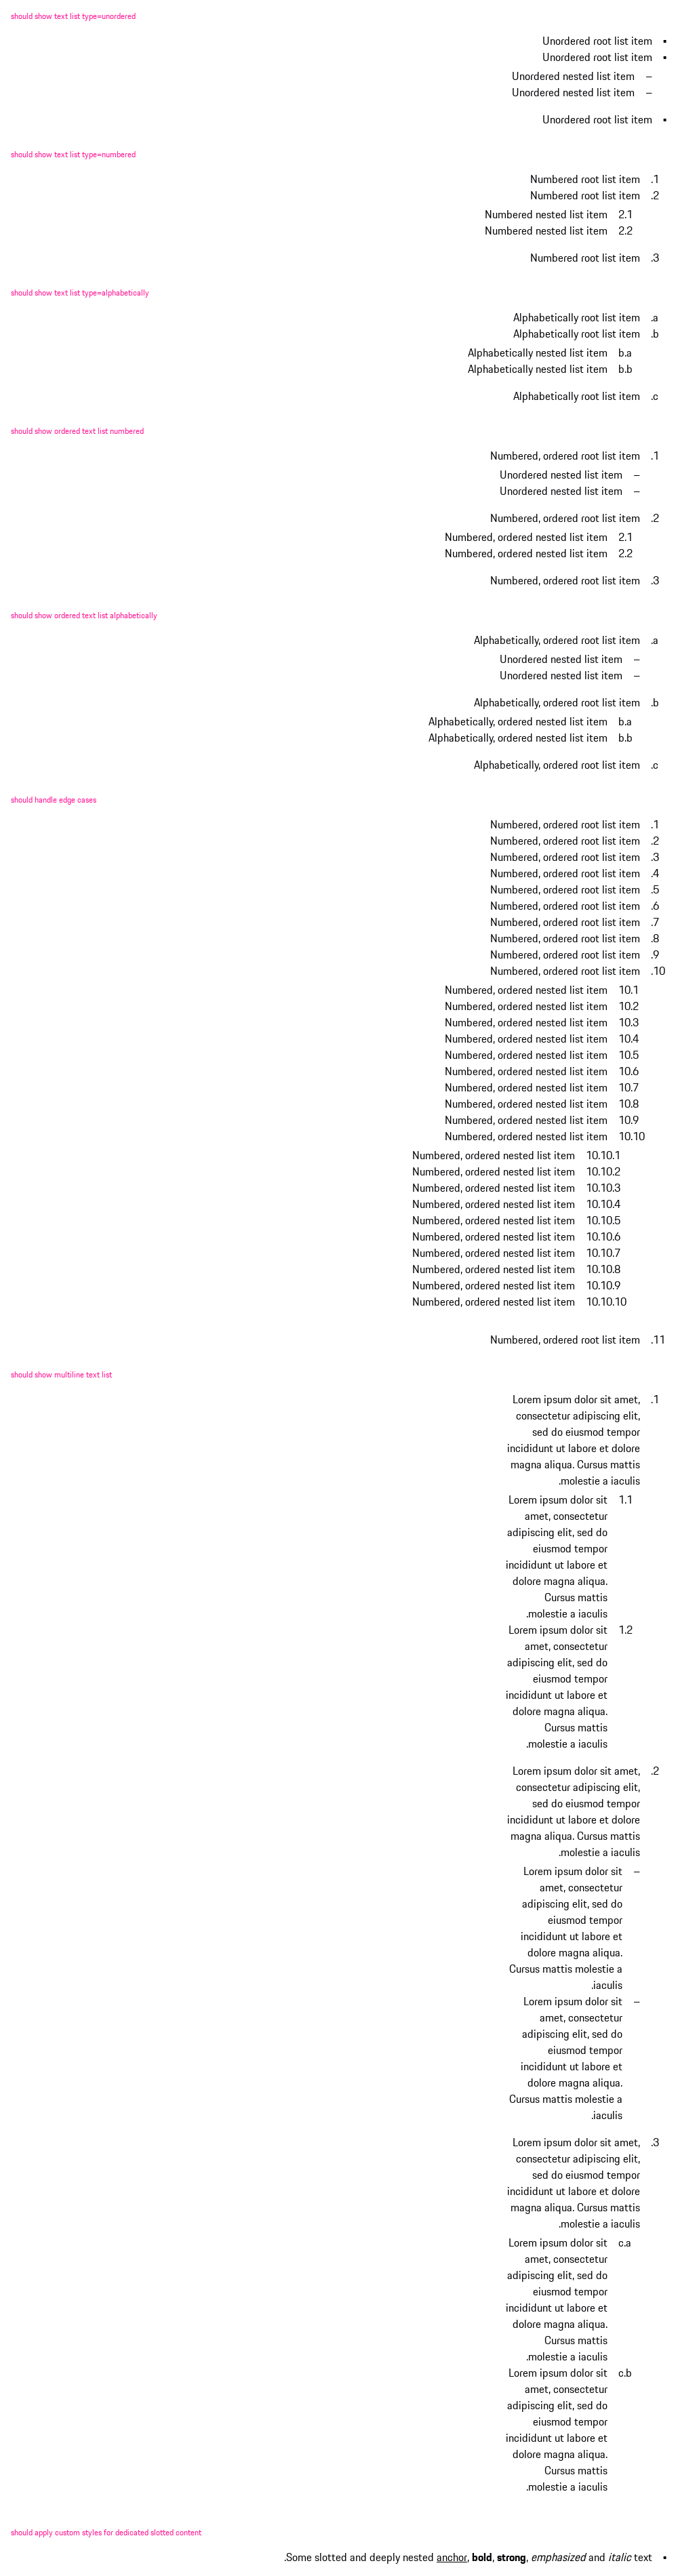 should show text list type=unordered
▪ Unordered root list item
▪ Unordered root list item
– Unordered nested list item
– Unordered nested list item
▪ Unordered root list item
should show text list type=numbered
.1 Numbered root list item
.2 Numbered root list item
2.1 Numbered nested list item
2.2 Numbered nested list item
.3 Numbered root list item
should show text list type=alphabetically
.a Alphabetically root list item
.b Alphabetically root list item
b.a Alphabetically nested list item
b.b Alphabetically nested list item
.c Alphabetically root list item
should show ordered text list numbered
.1 Numbered, ordered root list item
– Unordered nested list item
– Unordered nested list item
.2 Numbered, ordered root list item
2.1 Numbered, ordered nested list item
2.2 Numbered, ordered nested list item
.3 Numbered, ordered root list item
should show ordered text list alphabetically
.a Alphabetically, ordered root list item
– Unordered nested list item
– Unordered nested list item
.b Alphabetically, ordered root list item
b.a Alphabetically, ordered nested list item
b.b Alphabetically, ordered nested list item
.c Alphabetically, ordered root list item
should handle edge cases
.1 Numbered, ordered root list item
.2 Numbered, ordered root list item
.3 Numbered, ordered root list item
.4 Numbered, ordered root list item
.5 Numbered, ordered root list item
.6 Numbered, ordered root list item
.7 Numbered, ordered root list item
.8 Numbered, ordered root list item
.9 Numbered, ordered root list item
.10 Numbered, ordered root list item
10.1 Numbered, ordered nested list item
10.2 Numbered, ordered nested list item
10.3 Numbered, ordered nested list item
10.4 Numbered, ordered nested list item
10.5 Numbered, ordered nested list item
10.6 Numbered, ordered nested list item
10.7 Numbered, ordered nested list item
10.8 Numbered, ordered nested list item
10.9 Numbered, ordered nested list item
10.10 Numbered, ordered nested list item
10.10.1 Numbered, ordered nested list item
10.10.2 Numbered, ordered nested list item
10.10.3 Numbered, ordered nested list item
10.10.4 Numbered, ordered nested list item
10.10.5 Numbered, ordered nested list item
10.10.6 Numbered, ordered nested list item
10.10.7 Numbered, ordered nested list item
10.10.8 Numbered, ordered nested list item
10.10.9 Numbered, ordered nested list item
10.10.10 Numbered, ordered nested list item
.11 Numbered, ordered root list item
should show multiline text list
.1 Lorem ipsum dolor sit amet,
consectetur adipiscing elit,
sed do eiusmod tempor
incididunt ut labore et dolore
magna aliqua. Cursus mattis
.molestie a iaculis
1.1 Lorem ipsum dolor sit
amet, consectetur
adipiscing elit, sed do
eiusmod tempor
incididunt ut labore et
dolore magna aliqua.
Cursus mattis
.molestie a iaculis
1.2 Lorem ipsum dolor sit
amet, consectetur
adipiscing elit, sed do
eiusmod tempor
incididunt ut labore et
dolore magna aliqua.
Cursus mattis
.molestie a iaculis
.2 Lorem ipsum dolor sit amet,
consectetur adipiscing elit,
sed do eiusmod tempor
incididunt ut labore et dolore
magna aliqua. Cursus mattis
.molestie a iaculis
– Lorem ipsum dolor sit
amet, consectetur
adipiscing elit, sed do
eiusmod tempor
incididunt ut labore et
dolore magna aliqua.
Cursus mattis molestie a
.iaculis
– Lorem ipsum dolor sit
amet, consectetur
adipiscing elit, sed do
eiusmod tempor
incididunt ut labore et
dolore magna aliqua.
Cursus mattis molestie a
.iaculis
.3 Lorem ipsum dolor sit amet,
consectetur adipiscing elit,
sed do eiusmod tempor
incididunt ut labore et dolore
magna aliqua. Cursus mattis
.molestie a iaculis
c.a Lorem ipsum dolor sit
amet, consectetur
adipiscing elit, sed do
eiusmod tempor
incididunt ut labore et
dolore magna aliqua.
Cursus mattis
.molestie a iaculis
c.b Lorem ipsum dolor sit
amet, consectetur
adipiscing elit, sed do
eiusmod tempor
incididunt ut labore et
dolore magna aliqua.
Cursus mattis
.molestie a iaculis
should apply custom styles for dedicated slotted content
▪ .Some slotted and deeply nested anchor, bold, strong, emphasized and italic text